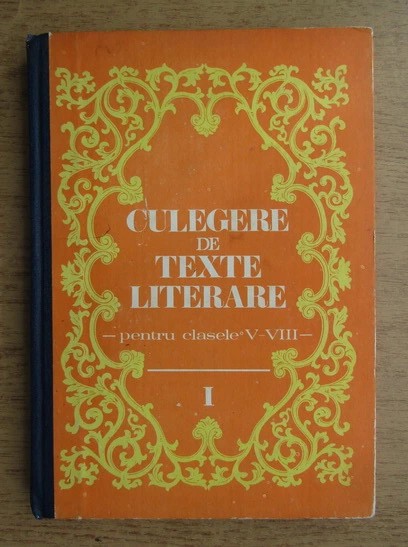 CULEGERE
DE
TEXTE
LITERARE
— pentru clasele V-VIII —
I